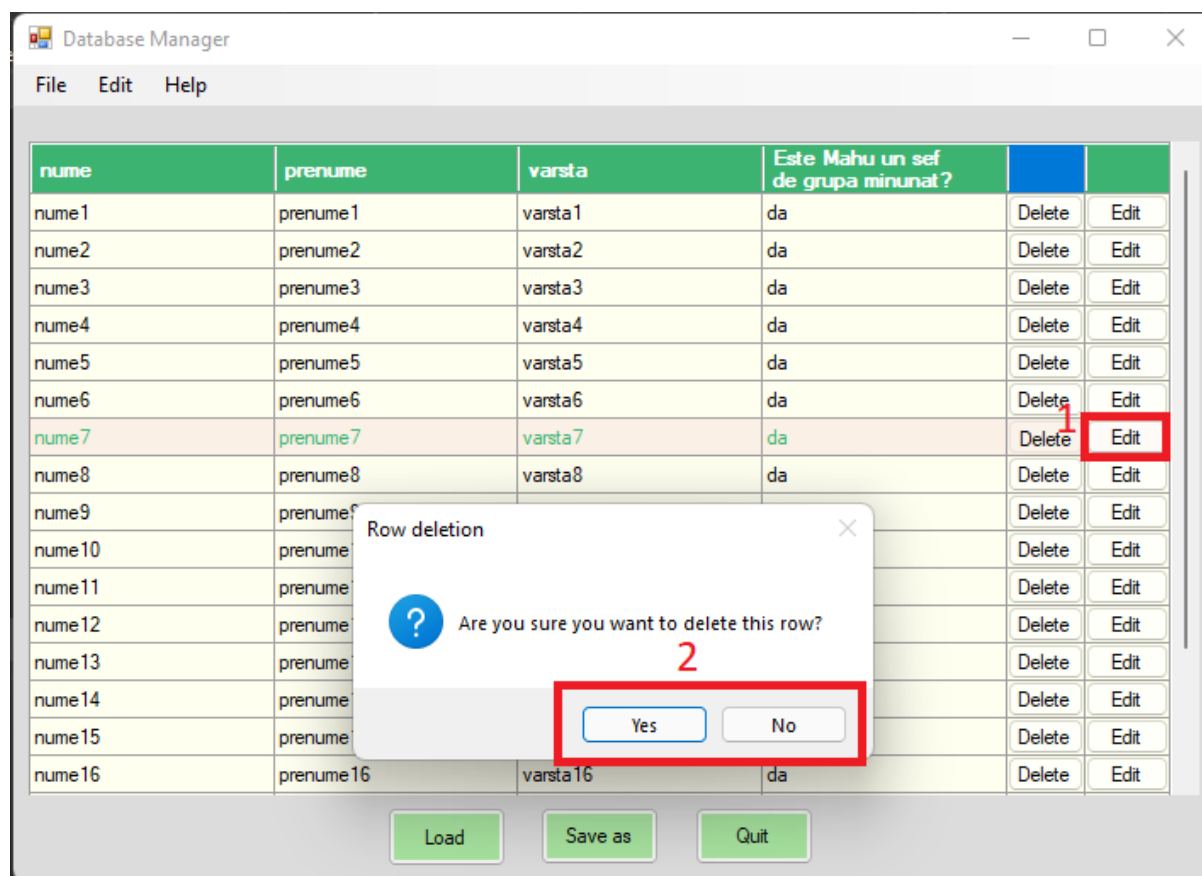 Database Manager
File Edit Help
nume prenume varsta Este Mahu un sef
de grupa minunat?
nume1 prenume1 varsta1 da Delete Edit
nume2 prenume2 varsta2 da Delete Edit
nume3 prenume3 varsta3 da Delete Edit
nume4 prenume4 varsta4 da Delete Edit
nume5 prenume5 varsta5 da Delete Edit
nume6 prenume6 varsta6 da Delete Edit
1
nume7 prenume7 varsta7 da Delete Edit
nume8 prenume8 varsta8 da Delete Edit
nume9 Delete Edit
nume10 Delete Edit
nume11 Delete Edit
nume12 Delete Edit
nume13 Delete Edit
nume14 Delete Edit
nume15 Delete Edit
nume16 prenume16 varsta16 da Delete Edit
Row deletion
Are you sure you want to delete this row?
2
Yes No
Load Save as Quit